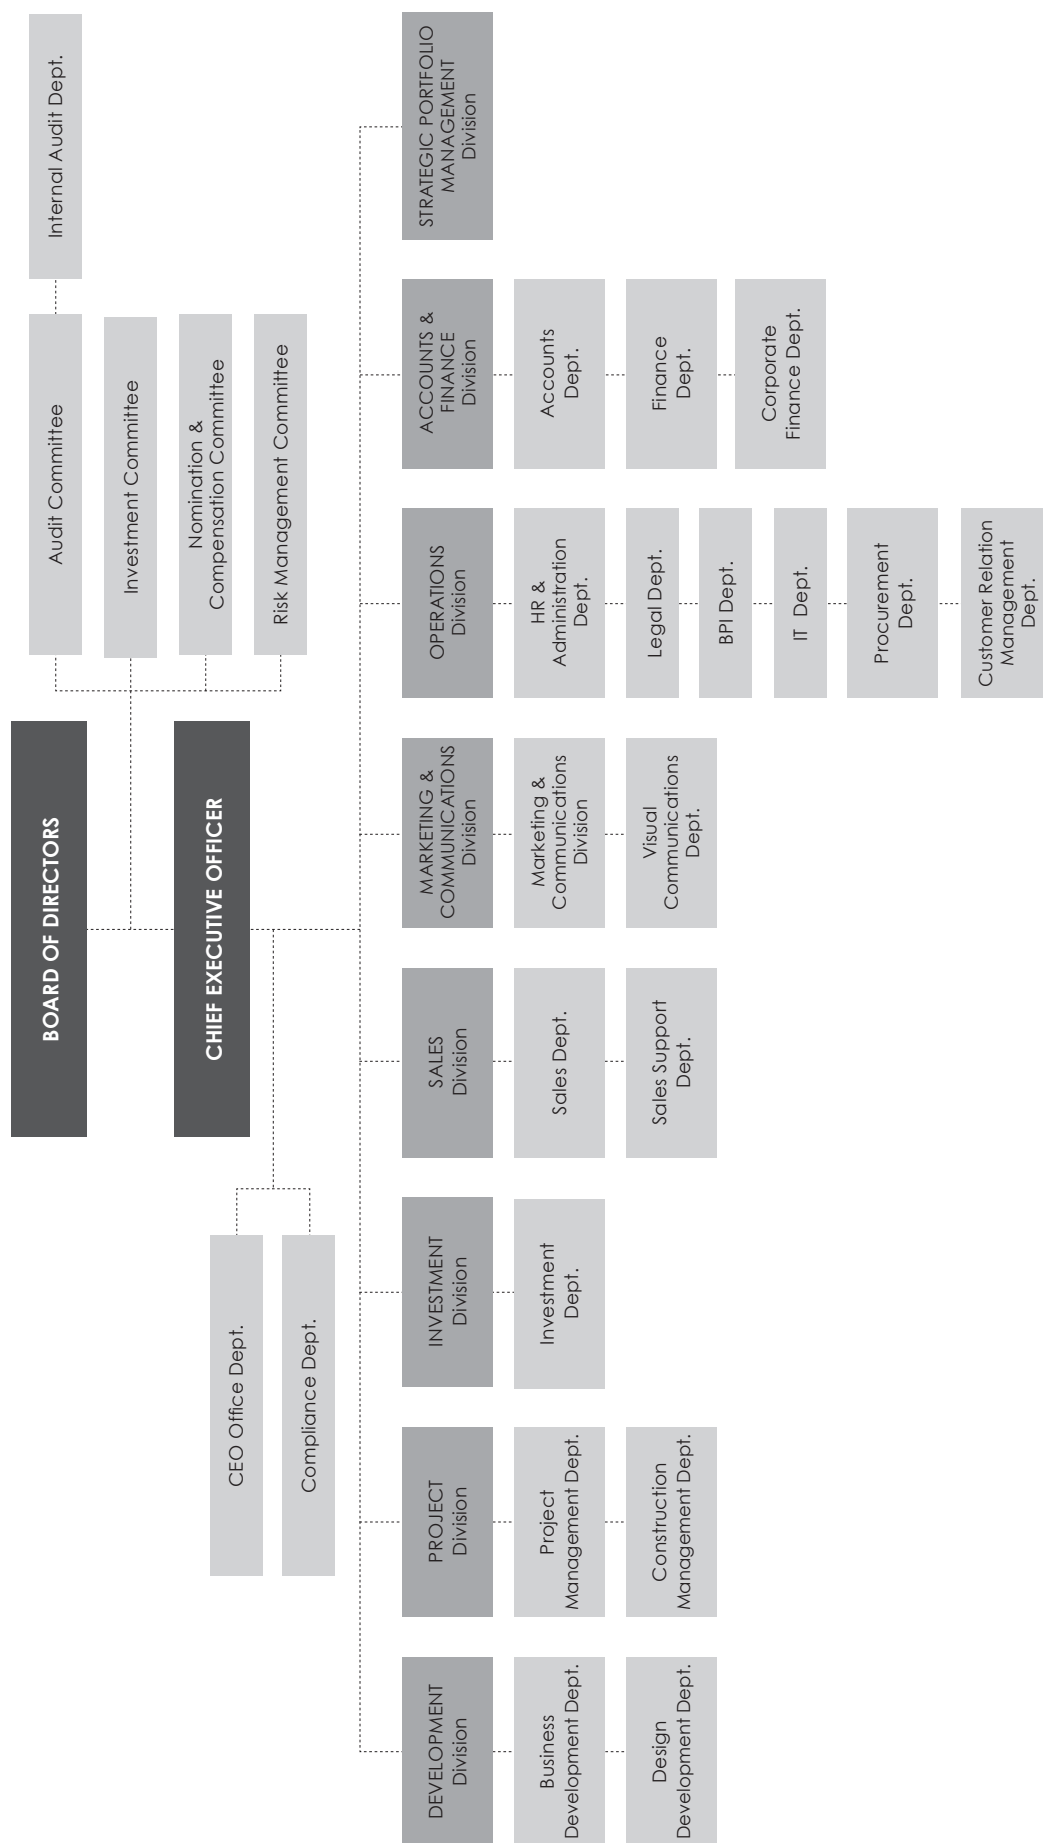 BOARD OF DIRECTORS
Audit Committee
Internal Audit Dept.
Investment Committee
Nomination &
Compensation Committee
Risk Management Committee
CHIEF EXECUTIVE OFFICER
CEO Office Dept.
Compliance Dept.
DEVELOPMENT
Division
Business
Development Dept.
Design
Development Dept.
PROJECT
Division
Project
Management Dept.
Construction
Management Dept.
INVESTMENT
Division
Investment
Dept.
SALES
Division
Sales Dept.
Sales Support
Dept.
MARKETING &
COMMUNICATIONS
Division
Marketing &
Communications
Division
Visual
Communications
Dept.
OPERATIONS
Division
HR &
Administration
Dept.
Legal Dept.
BPI Dept.
IT Dept.
Procurement
Dept.
Customer Relation
Management
Dept.
ACCOUNTS &
FINANCE
Division
Accounts
Dept.
Finance
Dept.
Corporate
Finance Dept.
STRATEGIC PORTFOLIO
MANAGEMENT
Division